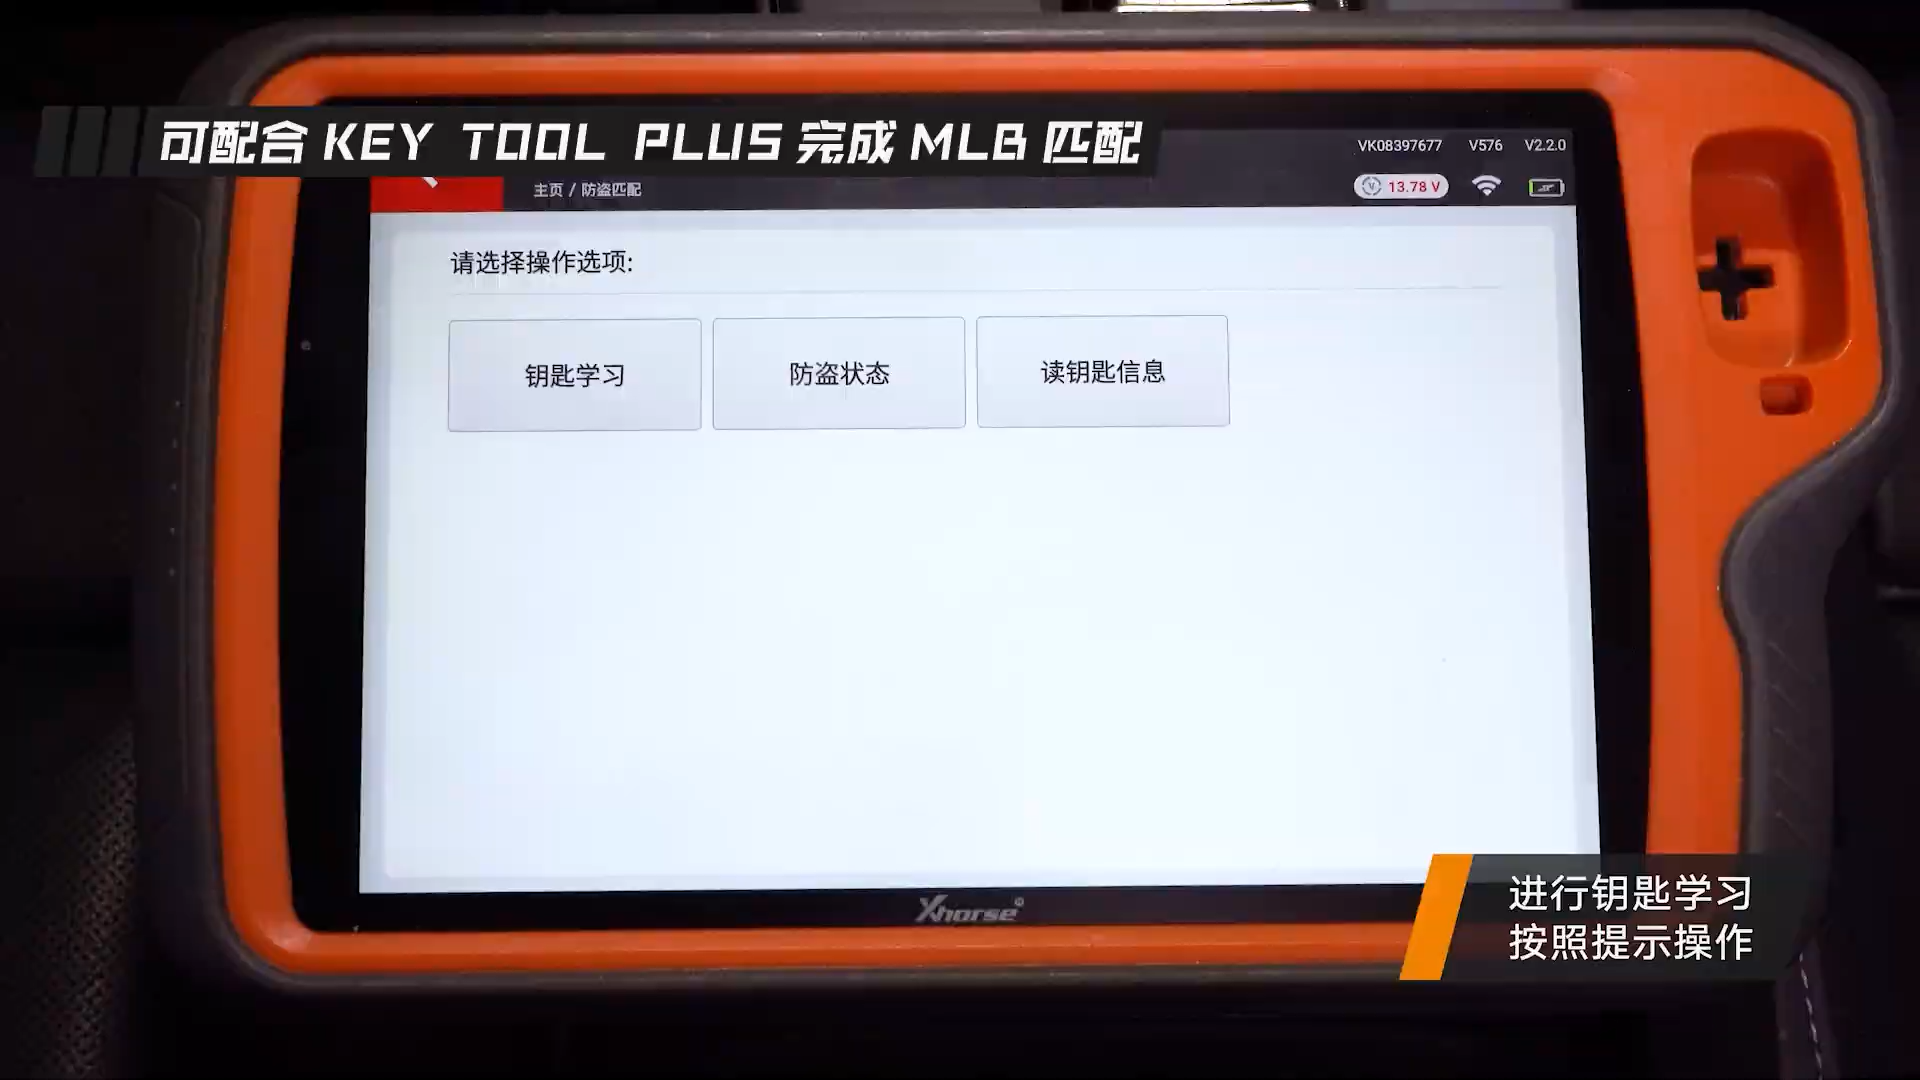 可配合 KEY TOOL PLUS 完成 MLB 匹配
VK08397677 V576 V2.2.0
主页 / 防盗匹配
13.78 V
请选择操作选项:
钥匙学习 防盗状态 读钥匙信息
Xhorse®
进行钥匙学习
按照提示操作